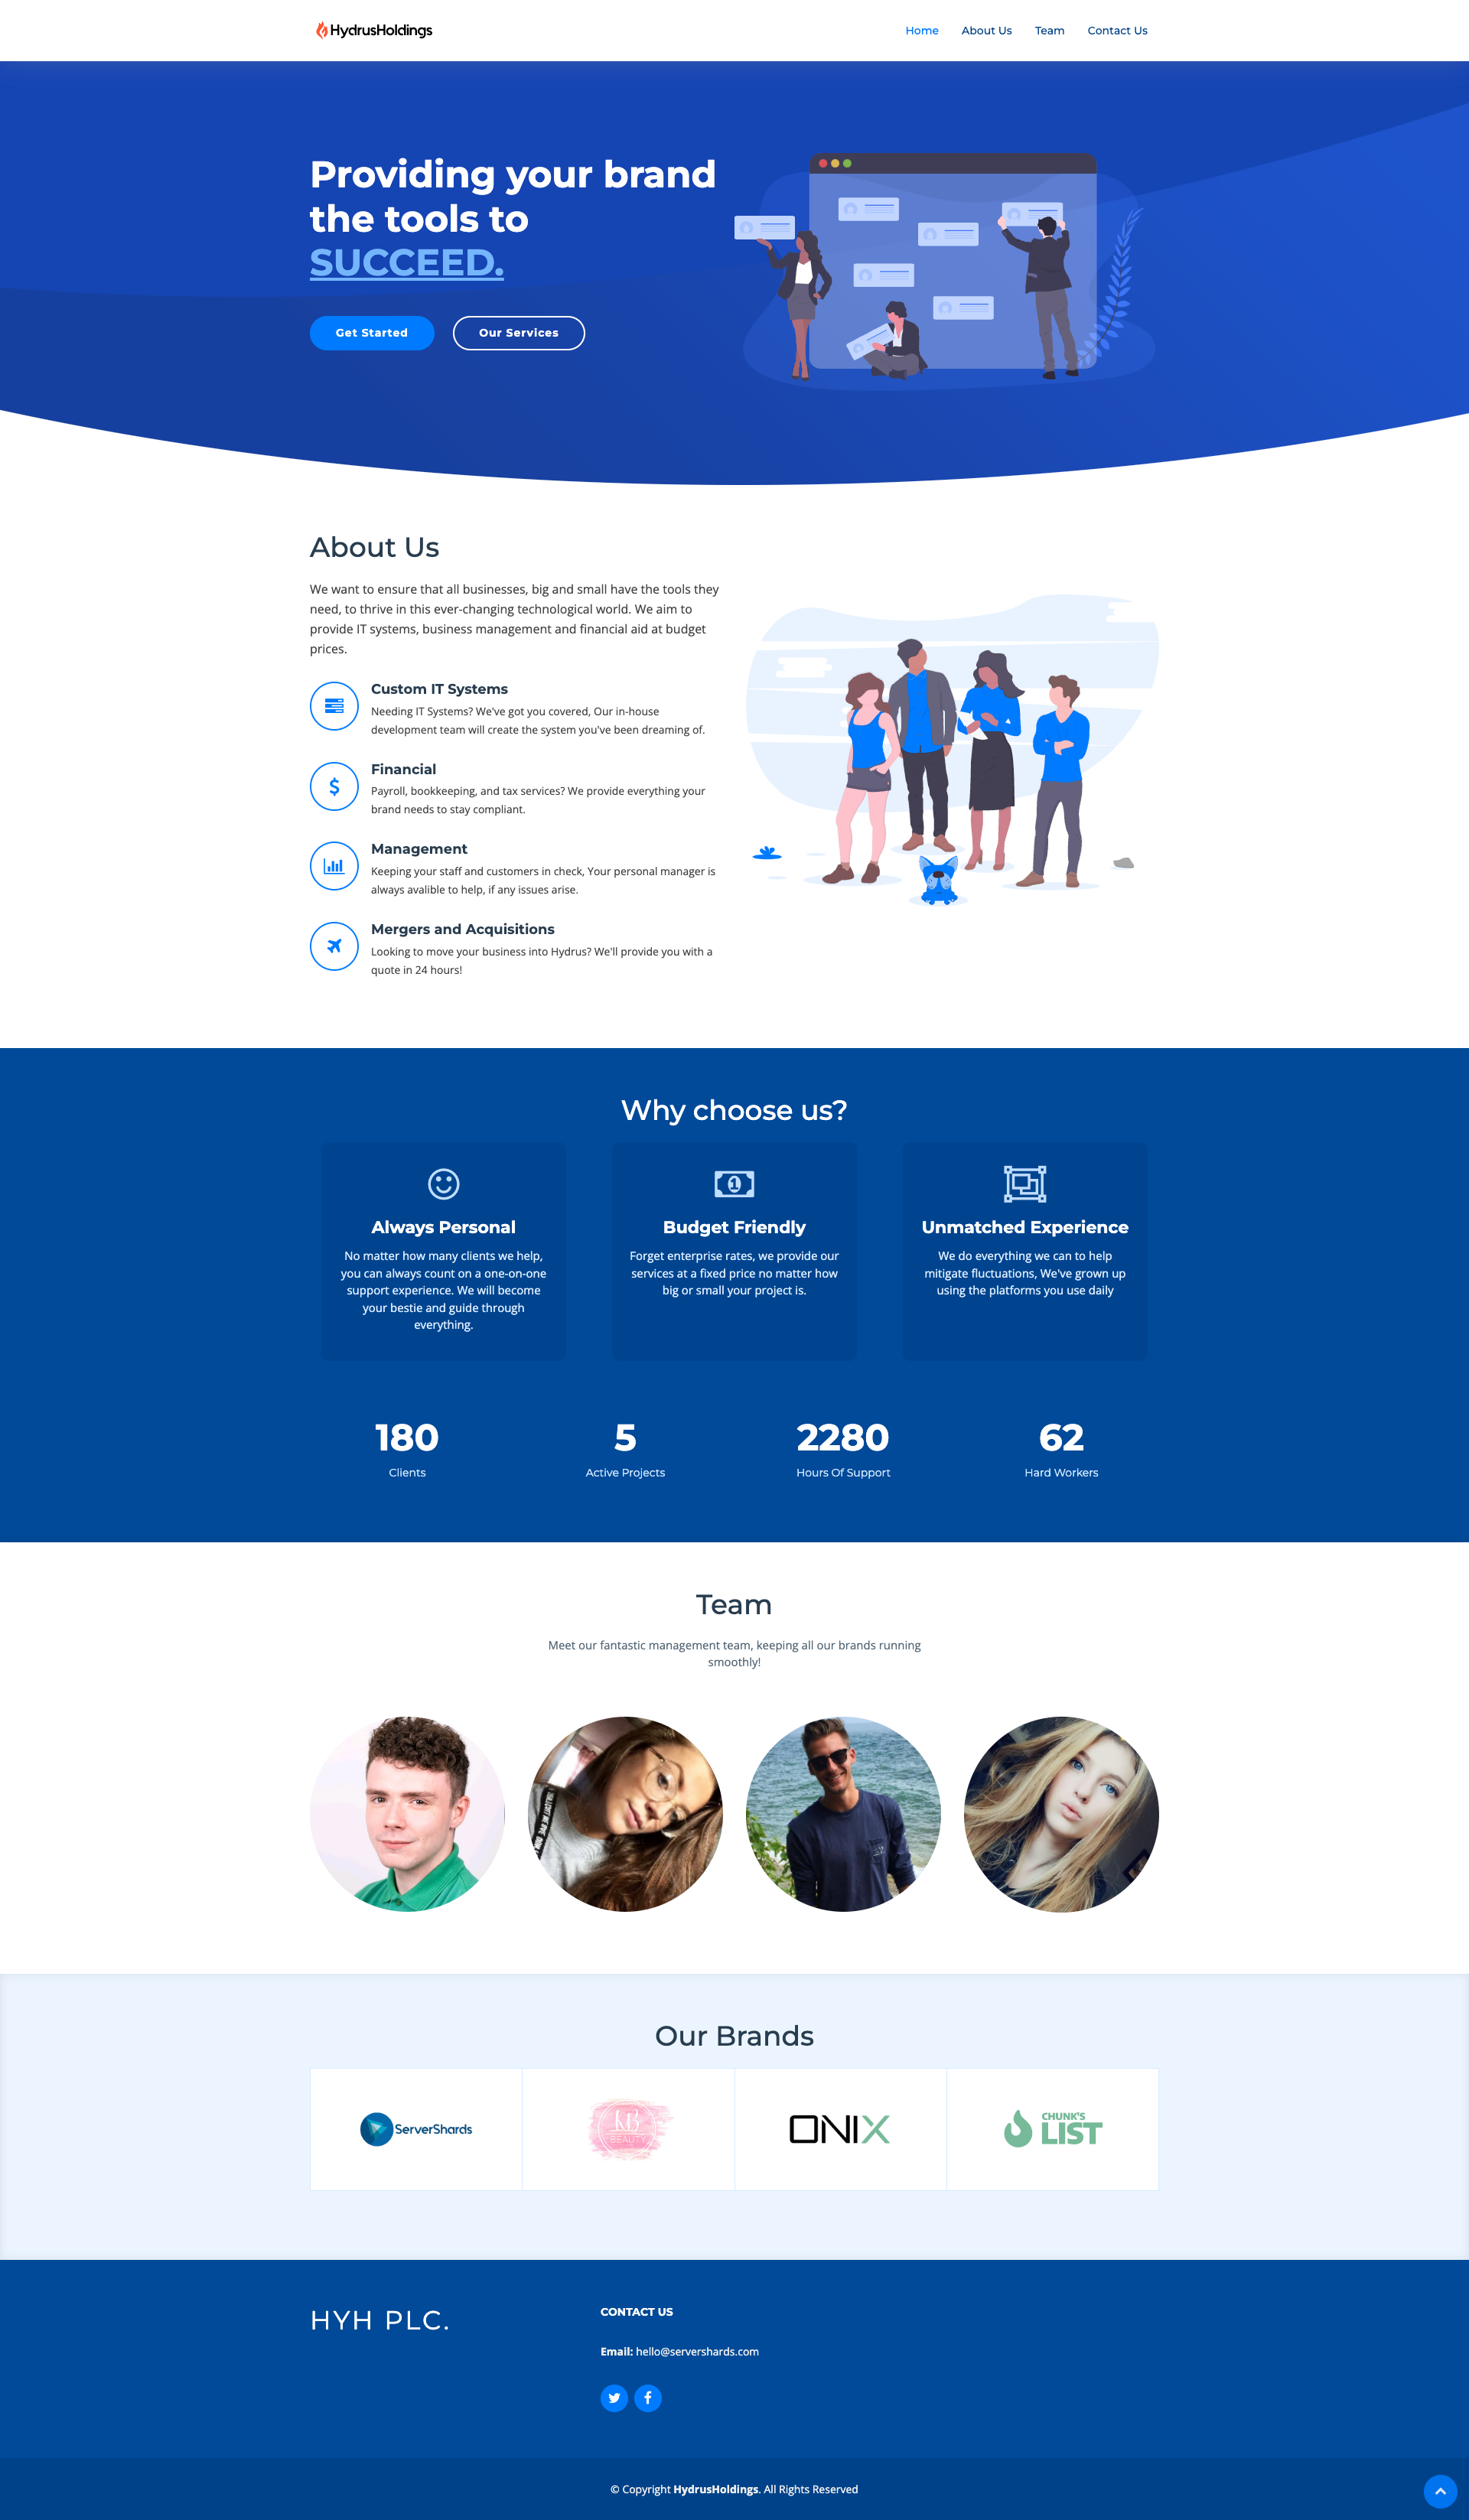 HydrusHoldings
Home
About Us
Team
Contact Us
Providing your brand
the tools to
SUCCEED.
Get Started
Our Services
About Us
We want to ensure that all businesses, big and small have the tools they
need, to thrive in this ever-changing technological world. We aim to
provide IT systems, business management and financial aid at budget
prices.
Custom IT Systems
Needing IT Systems? We've got you covered, Our in-house
development team will create the system you've been dreaming of.
Financial
Payroll, bookkeeping, and tax services? We provide everything your
brand needs to stay compliant.
Management
Keeping your staff and customers in check, Your personal manager is
always avalible to help, if any issues arise.
Mergers and Acquisitions
Looking to move your business into Hydrus? We'll provide you with a
quote in 24 hours!
Why choose us?
Always Personal
No matter how many clients we help,
you can always count on a one-on-one
support experience. We will become
your bestie and guide through
everything.
1
Budget Friendly
Forget enterprise rates, we provide our
services at a fixed price no matter how
big or small your project is.
Unmatched Experience
We do everything we can to help
mitigate fluctuations, We've grown up
using the platforms you use daily
180
Clients
5
Active Projects
2280
Hours Of Support
62
Hard Workers
Team
Meet our fantastic management team, keeping all our brands running
smoothly!
Our Brands
ServerShards
KB
BEAUTY
ONIX
CHUNK'S
LIST
HYH PLC.
CONTACT US
Email: hello@servershards.com
© Copyright HydrusHoldings. All Rights Reserved